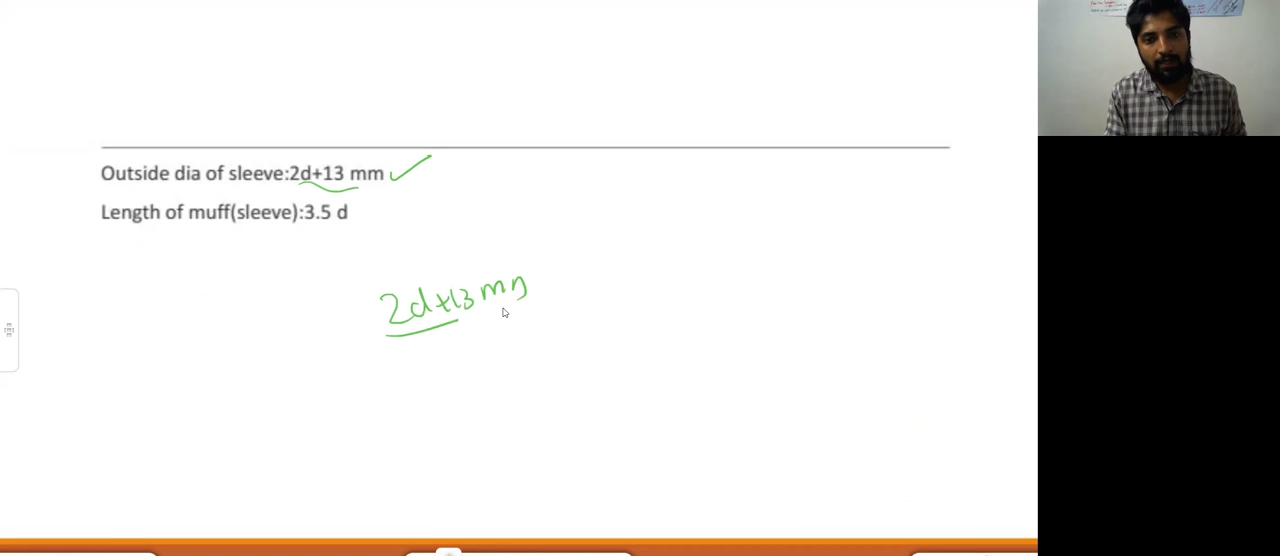 Outside dia of sleeve:2d+13 mm
Length of muff(sleeve):3.5 d
2d+13 mm